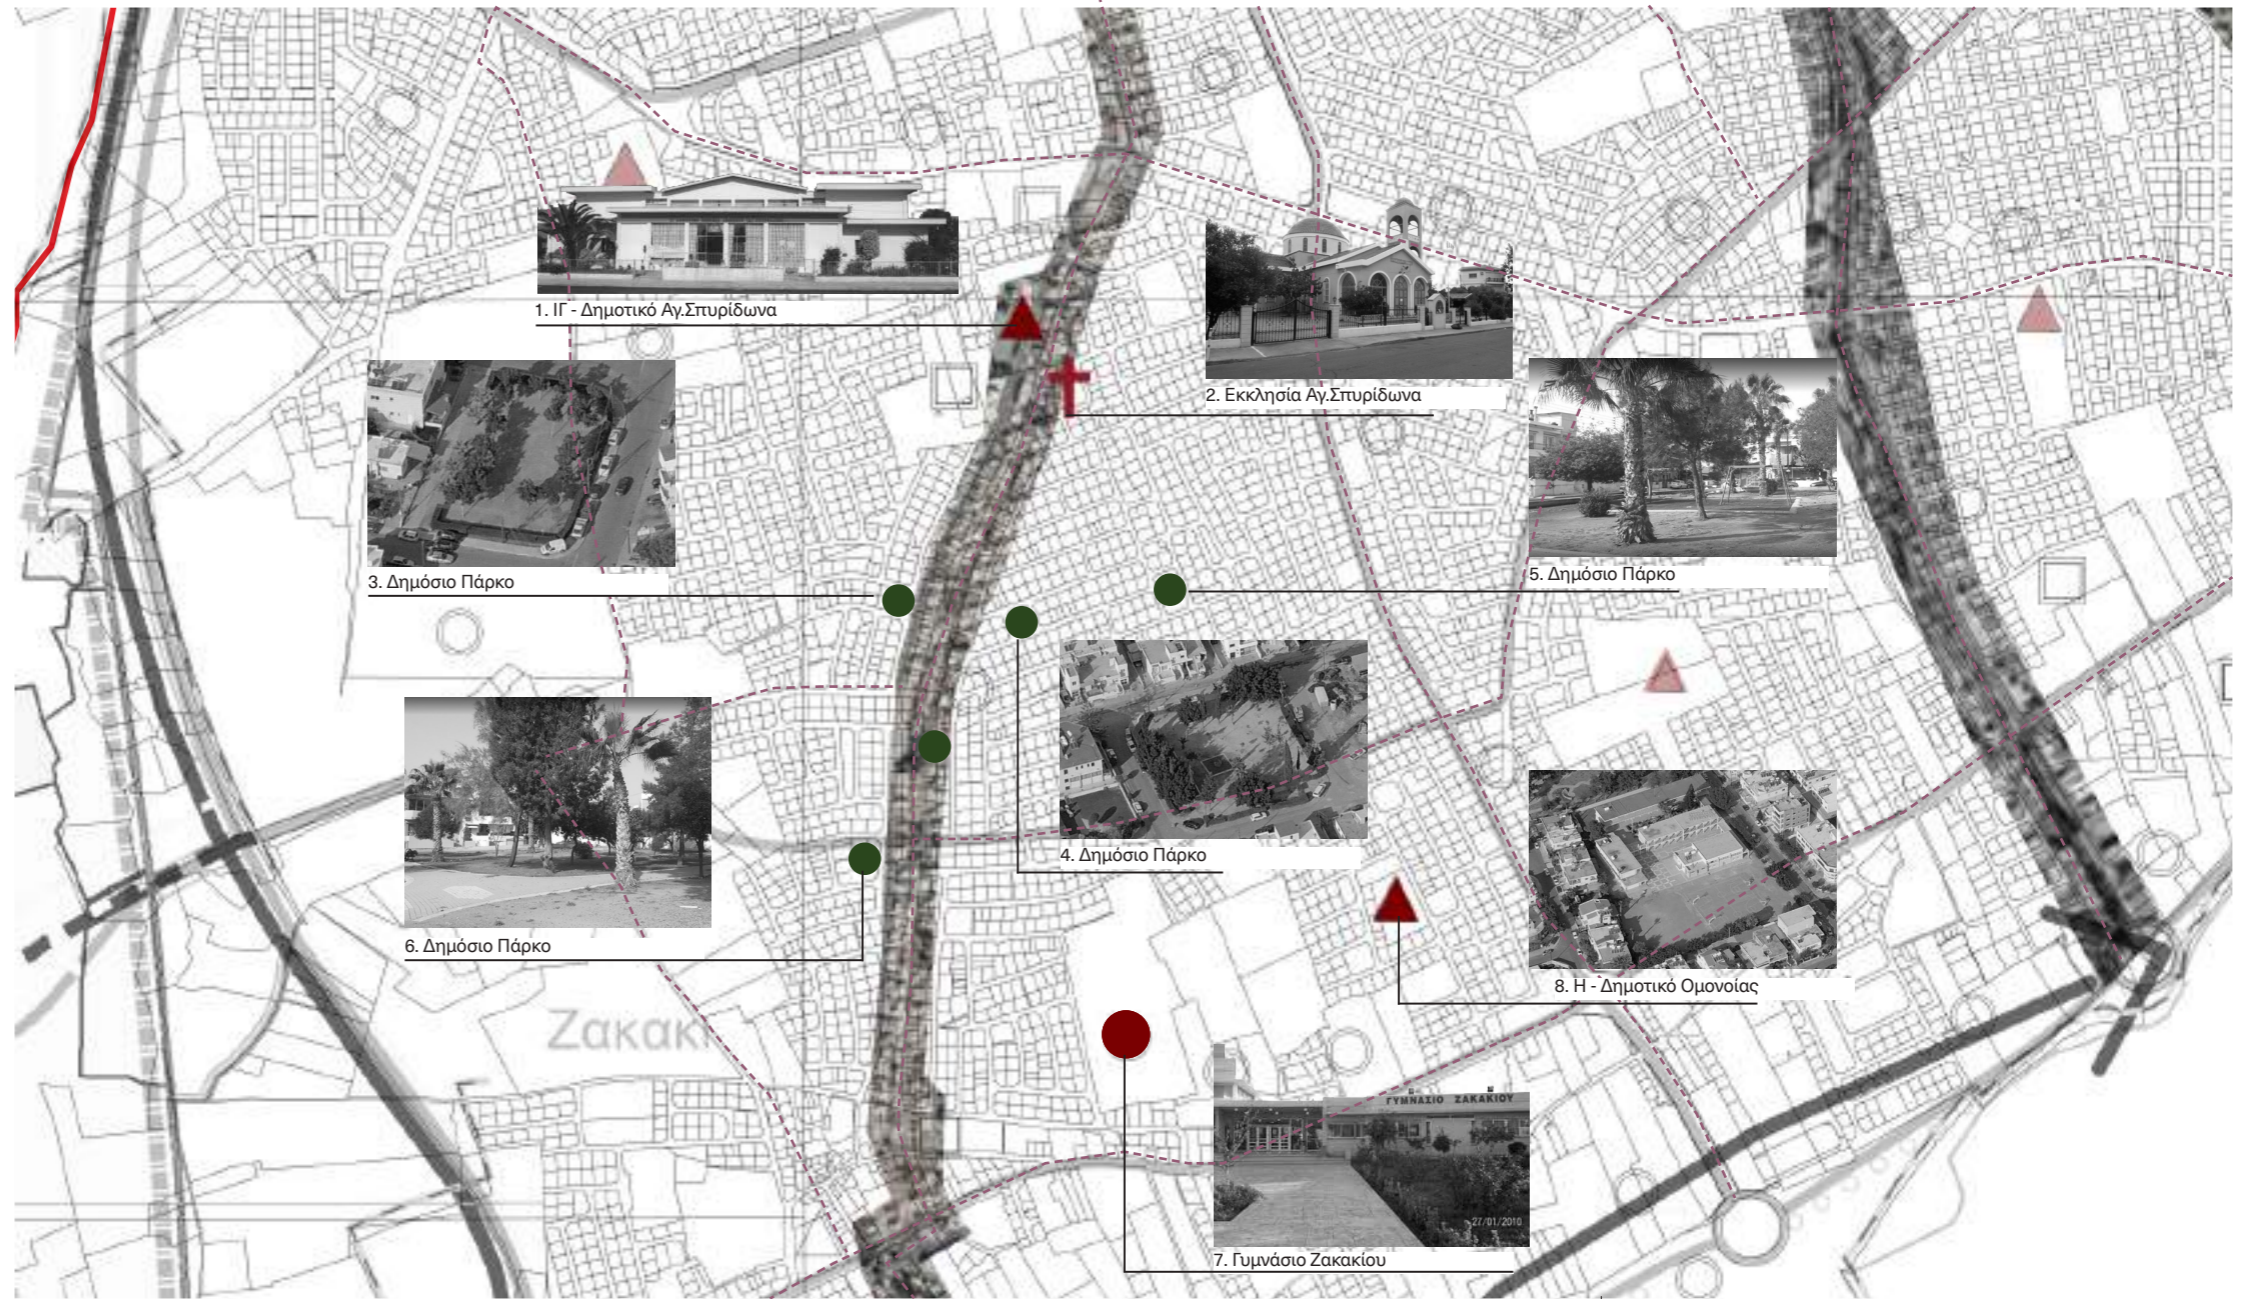 1. ΙΓ - Δημοτικό Αγ.Σπυρίδωνα
2. Εκκλησία Αγ.Σπυρίδωνα
3. Δημόσιο Πάρκο
5. Δημόσιο Πάρκο
4. Δημόσιο Πάρκο
6. Δημόσιο Πάρκο
8. Η - Δημοτικό Ομονοίας
Ζακακι
ΓΥΜΝΑΣΙΟ ΖΑΚΑΚΙΟΥ
27/01/2010
7. Γυμνάσιο Ζακακίου